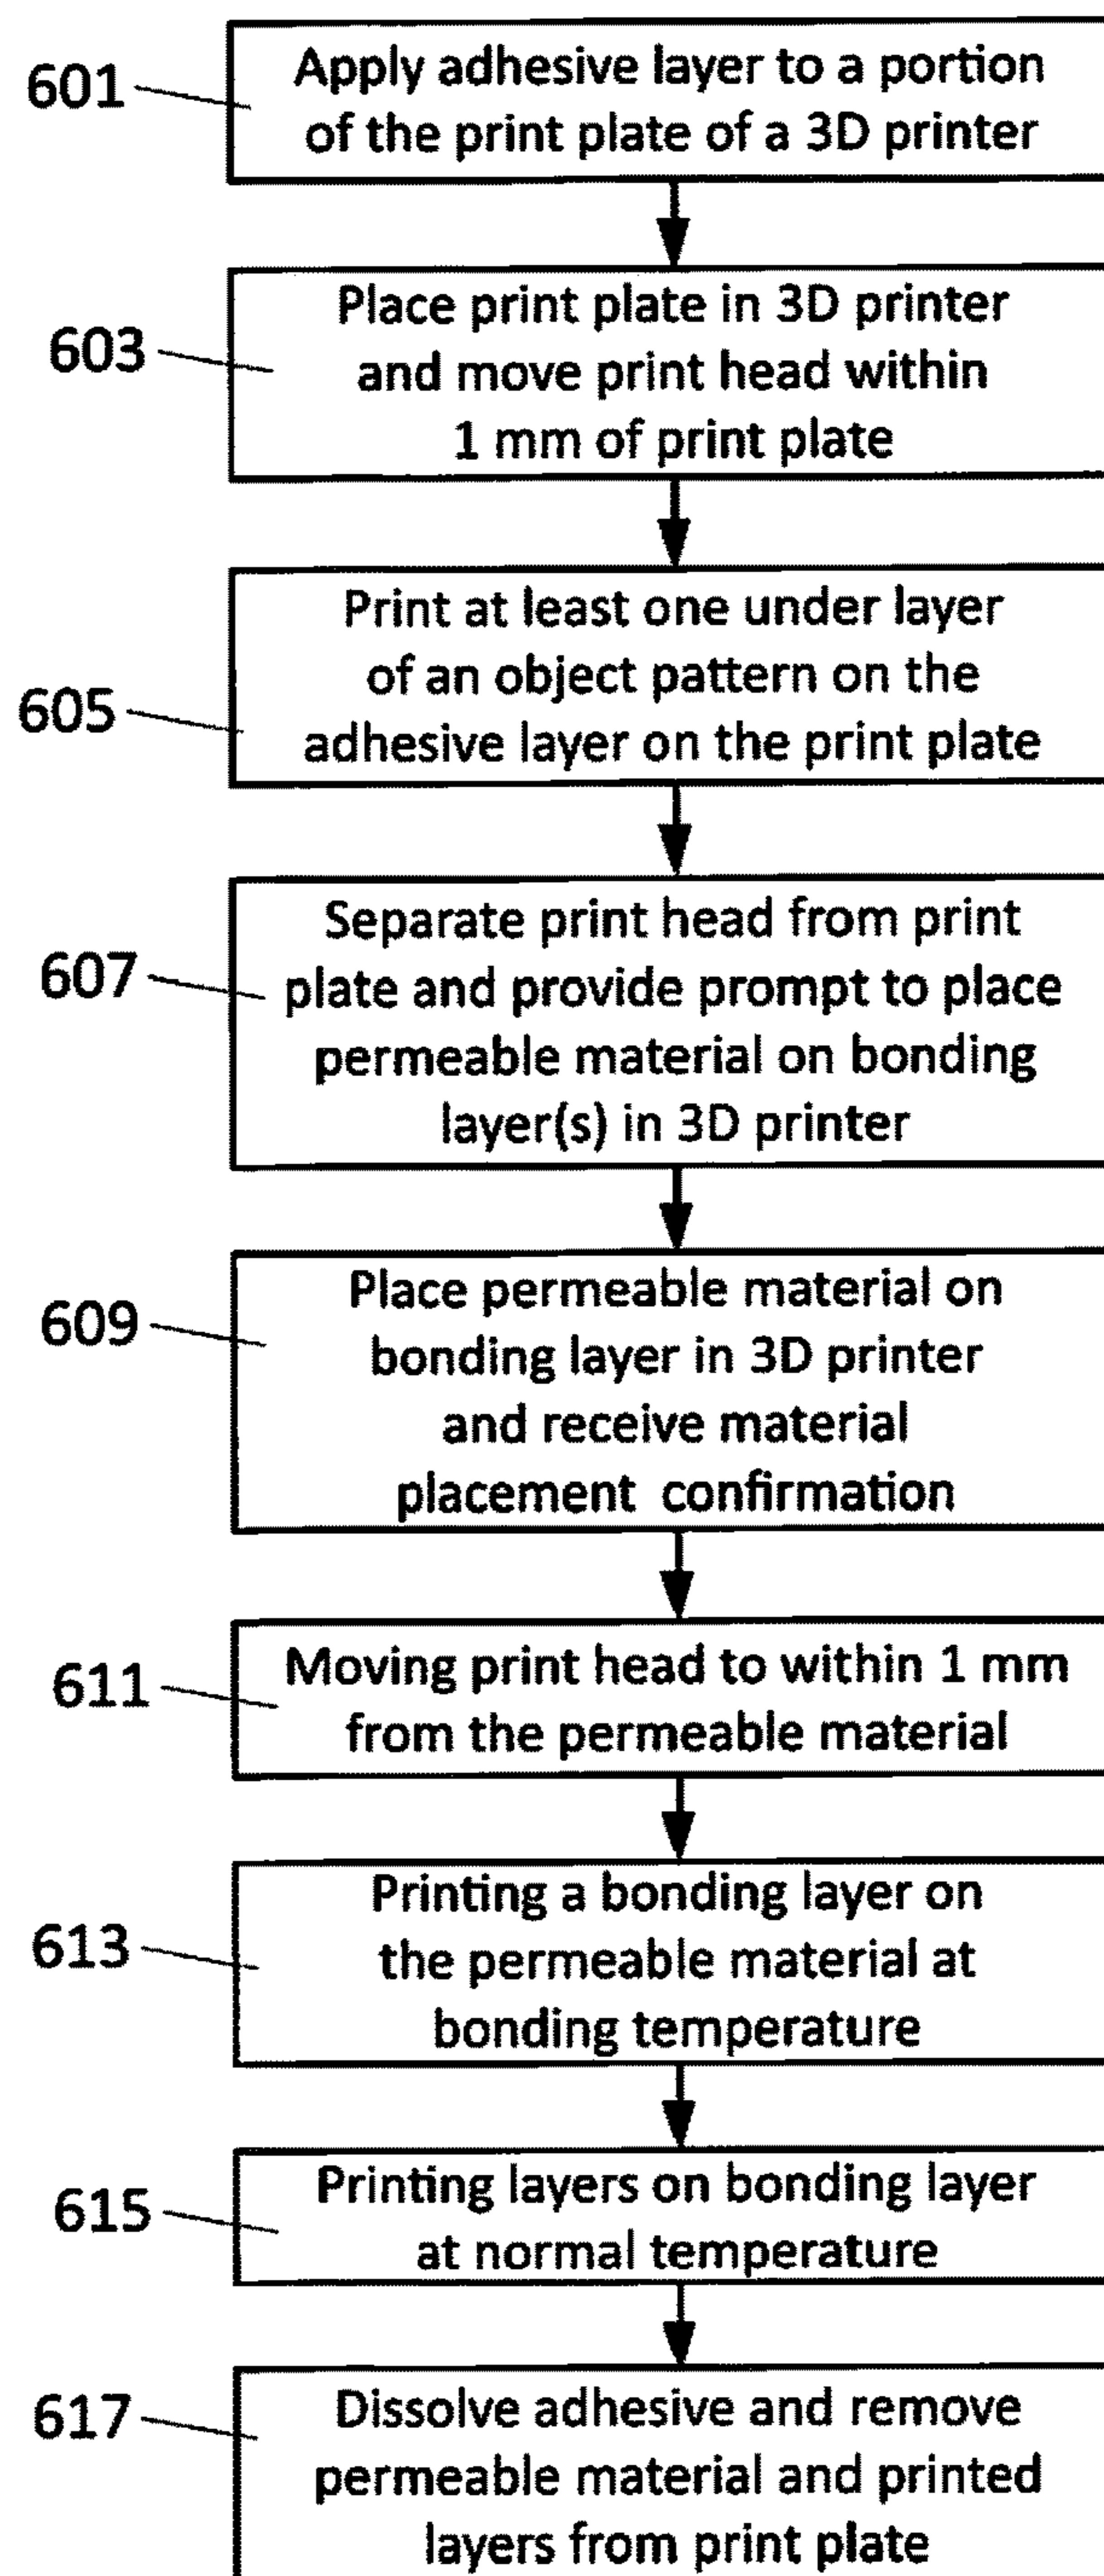 601
Apply adhesive layer to a portion
of the print plate of a 3D printer
603
Place print plate in 3D printer
and move print head within
1 mm of print plate
605
Print at least one under layer
of an object pattern on the
adhesive layer on the print plate
607
Separate print head from print
plate and provide prompt to place
permeable material on bonding
layer(s) in 3D printer
609
Place permeable material on
bonding layer in 3D printer
and receive material
placement confirmation
611
Moving print head to within 1 mm
from the permeable material
613
Printing a bonding layer on
the permeable material at
bonding temperature
615
Printing layers on bonding layer
at normal temperature
617
Dissolve adhesive and remove
permeable material and printed
layers from print plate